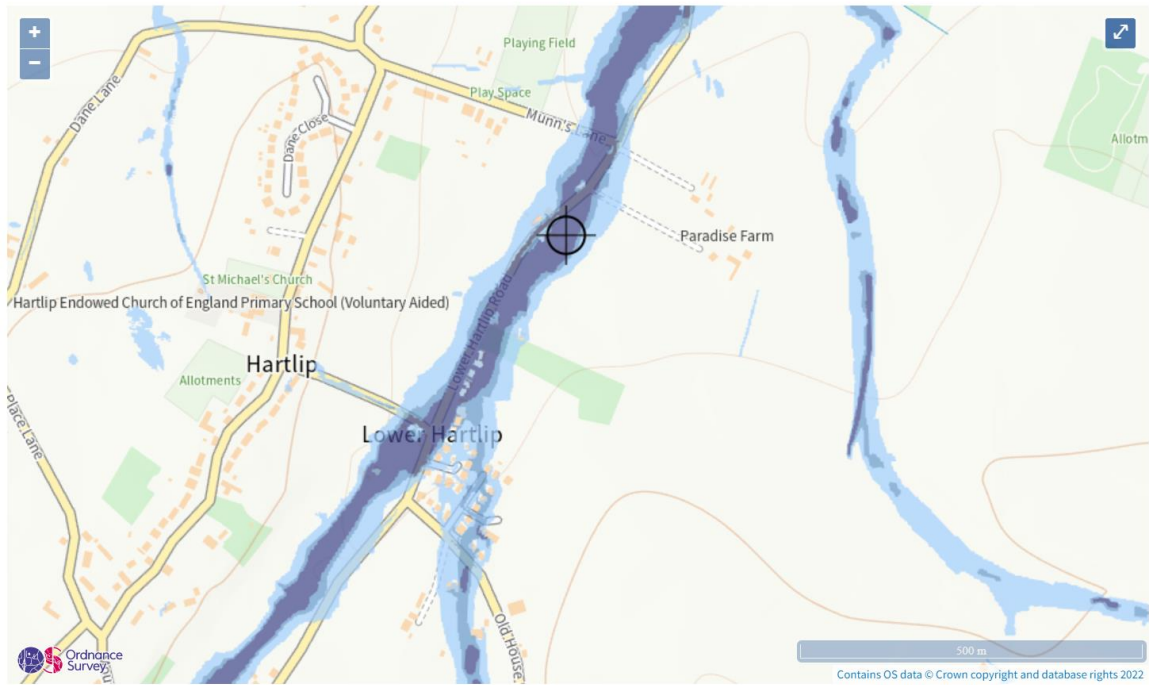 +
−
Playing Field
Play Space
Munn's Lane
Dane Lane
Dane Close
Allotm
Paradise Farm
St Michael's Church
Hartlip Endowed Church of England Primary School (Voluntary Aided)
Hartlip
Lower Hartlip Road
Allotments
Place Lane
Lower Hartlip
Old House
Ordnance
Survey
500 m
Contains OS data © Crown copyright and database rights 2022